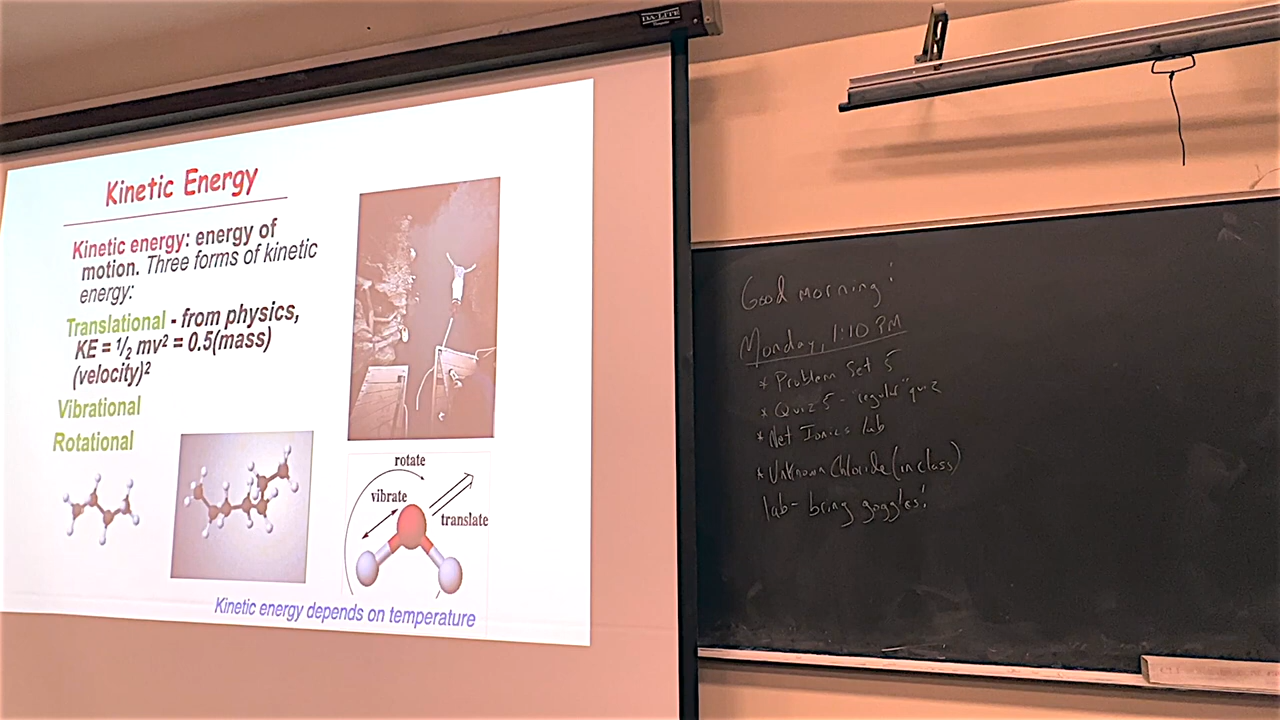 DA-LITE
Kinetic Energy
Kinetic energy: energy of
motion. Three forms of kinetic
energy:
Translational - from physics,
KE = ½ mv² = 0.5(mass)
(velocity)²
Vibrational
Rotational
rotate
vibrate
translate
Kinetic energy depends on temperature
Good morning!
Monday, 1:10 PM
* Problem Set 5
* Quiz 5 - "regular" quiz
* Net Ionics lab
* Unknown Chloride (in class)
lab - bring goggles!